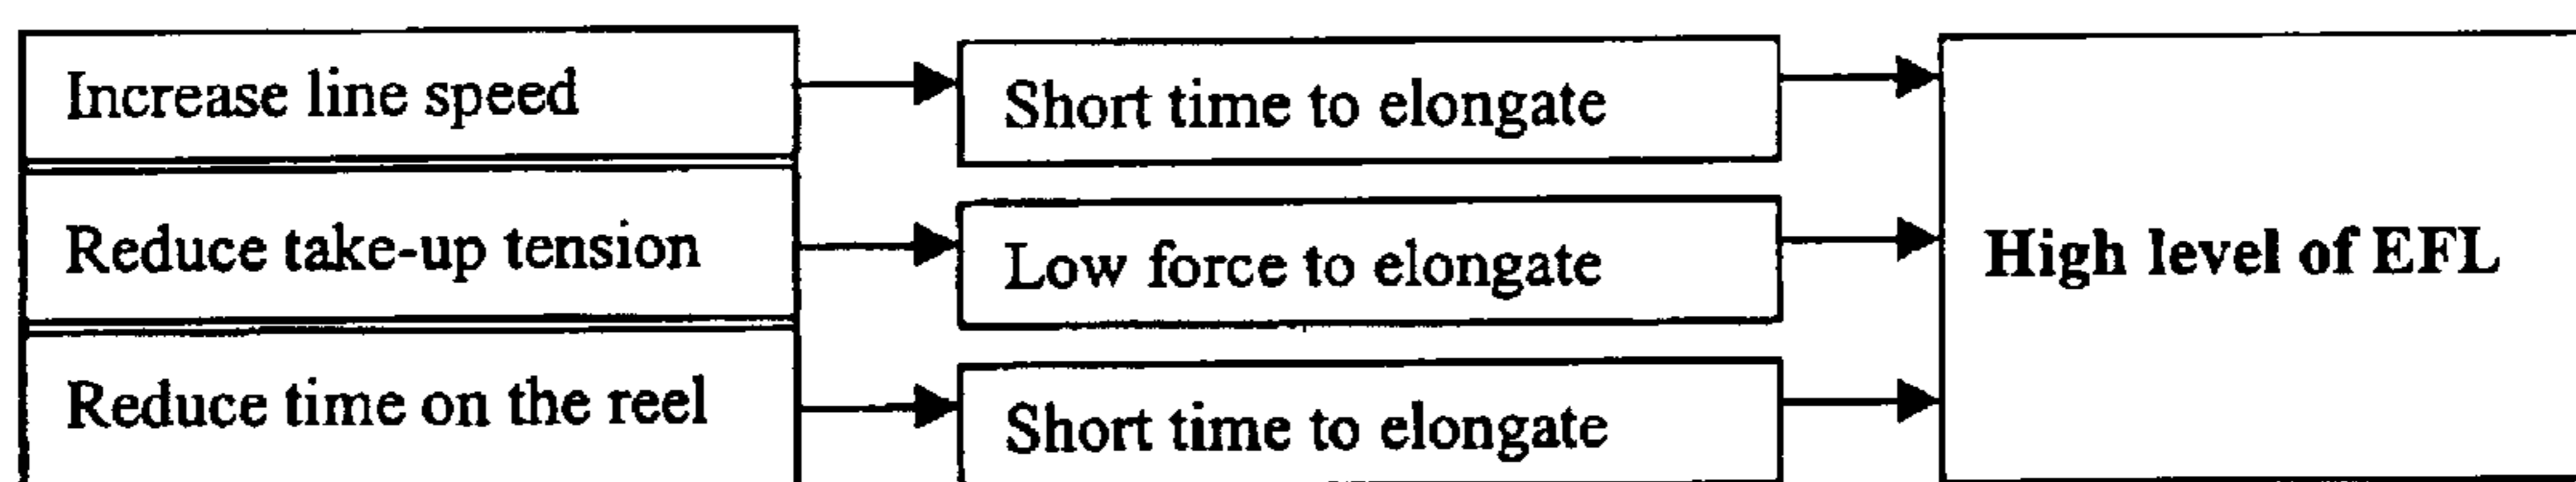 Increase line speed
Short time to elongate
Reduce take-up tension
Low force to elongate
High level of EFL
Reduce time on the reel
Short time to elongate